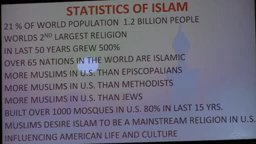 STATISTICS OF ISLAM
21 % OF WORLD POPULATION 1.2 BILLION PEOPLE
WORLDS 2ND LARGEST RELIGION
IN LAST 50 YEARS GREW 500%
OVER 65 NATIONS IN THE WORLD ARE ISLAMIC
MORE MUSLIMS IN U.S. THAN EPISCOPALIANS
MORE MUSLIMS IN U.S. THAN METHODISTS
MORE MUSLIMS IN U.S. THAN JEWS
BUILT OVER 1000 MOSQUES IN U.S. 80% IN LAST 15 YRS.
MUSLIMS DESIRE ISLAM TO BE A MAINSTREAM RELIGION IN U.S.
INFLUENCING AMERICAN LIFE AND CULTURE